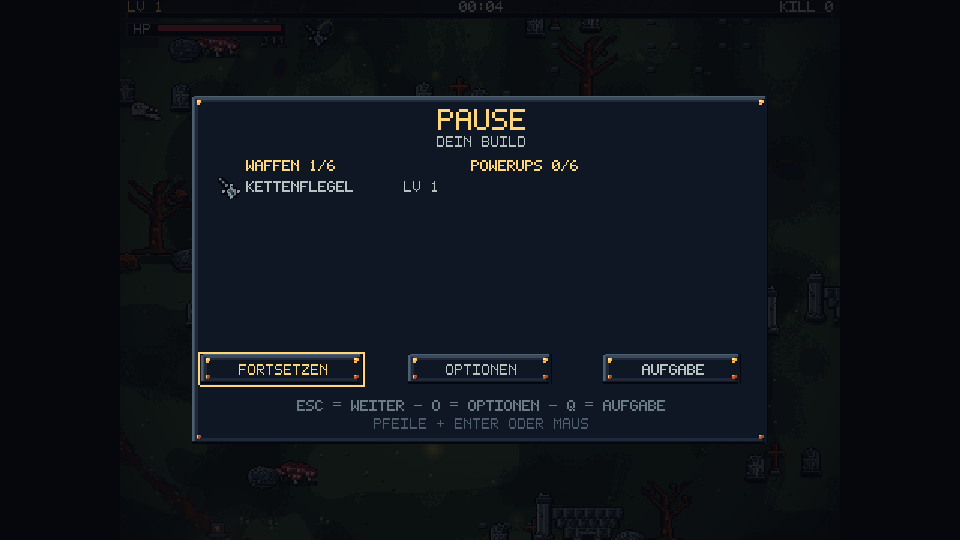 LV 1 00:04 KILL 0
HP
PAUSE
DEIN BUILD
WAFFEN 1/6 POWERUPS 0/6
KETTENFLEGEL LV 1
FORTSETZEN OPTIONEN AUFGABE
ESC = WEITER - O = OPTIONEN - Q = AUFGABE
PFEILE + ENTER ODER MAUS